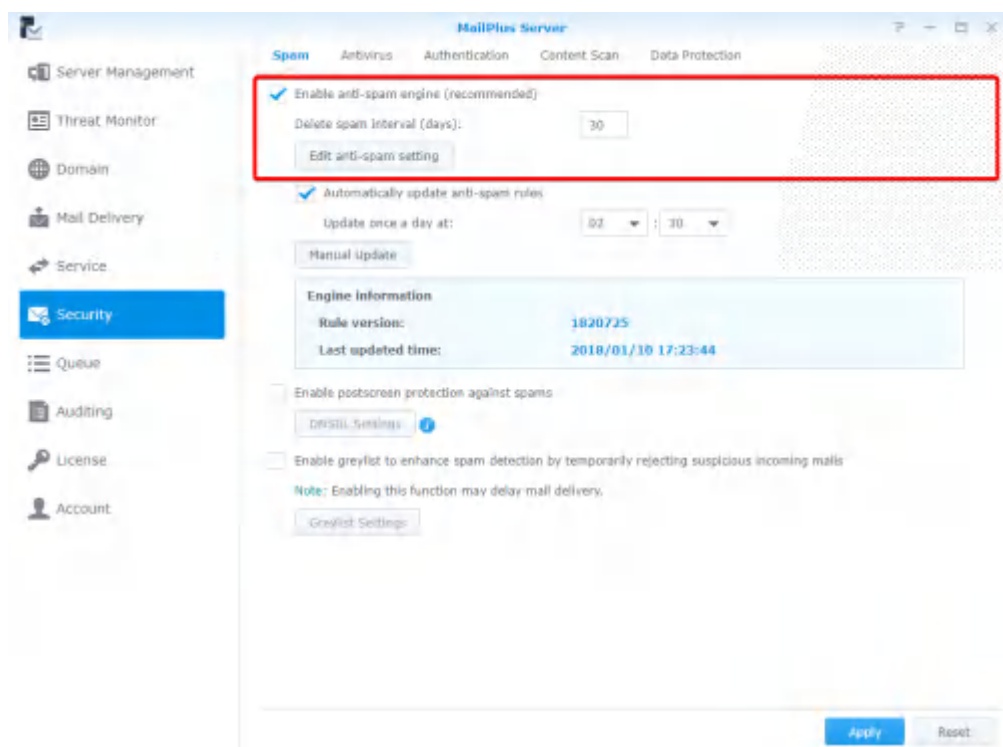 MailPlus Server
Server Management
Threat Monitor
Domain
Mail Delivery
Service
Security
Queue
Auditing
License
Account
Spam Antivirus Authentication Content Scan Data Protection
Enable anti-spam engine (recommended)
Delete spam interval (days): 30
Edit anti-spam setting
Automatically update anti-spam rules
Update once a day at: 02 : 30
Manual Update
Engine information
Rule version: 1820725
Last updated time: 2018/01/10 17:23:44
Enable postscreen protection against spams
DNSBL Settings
Enable greylist to enhance spam detection by temporarily rejecting suspicious incoming mails
Note: Enabling this function may delay mail delivery.
Greylist Settings
Apply Reset